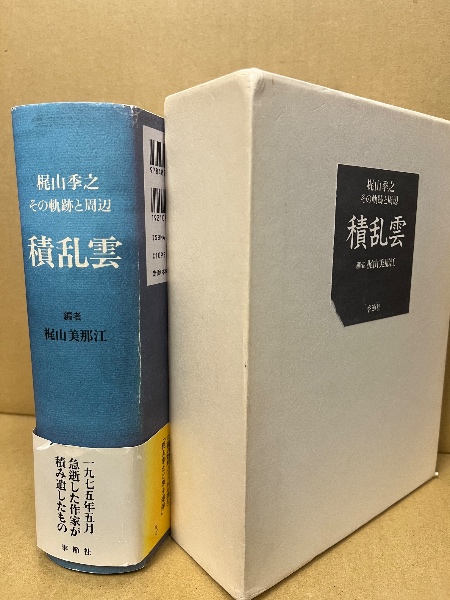 梶山季之
その軌跡と周辺
積乱雲
編者
梶山美那江
一九七五年五月
急逝した作家が
積み遺したもの
季節社
梶山季之
その軌跡と周辺
積乱雲
編者 梶山美那江
季節社